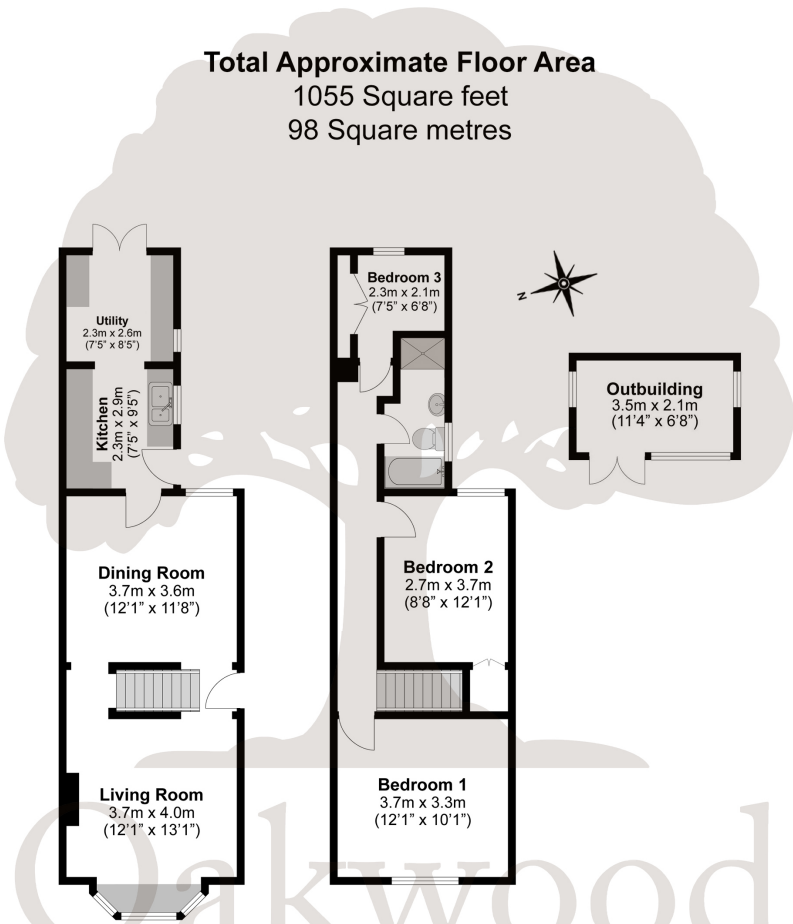 Total Approximate Floor Area
1055 Square feet
98 Square metres
Utility
2.3m x 2.6m
(7'5" x 8'5")
Kitchen
2.3m x 2.9m
(7'5" x 9'5")
Dining Room
3.7m x 3.6m
(12'1" x 11'8")
Living Room
3.7m x 4.0m
(12'1" x 13'1")
Bedroom 3
2.3m x 2.1m
(7'5" x 6'8")
Bedroom 2
2.7m x 3.7m
(8'8" x 12'1")
Bedroom 1
3.7m x 3.3m
(12'1" x 10'1")
N
Outbuilding
3.5m x 2.1m
(11'4" x 6'8")
Oakwood